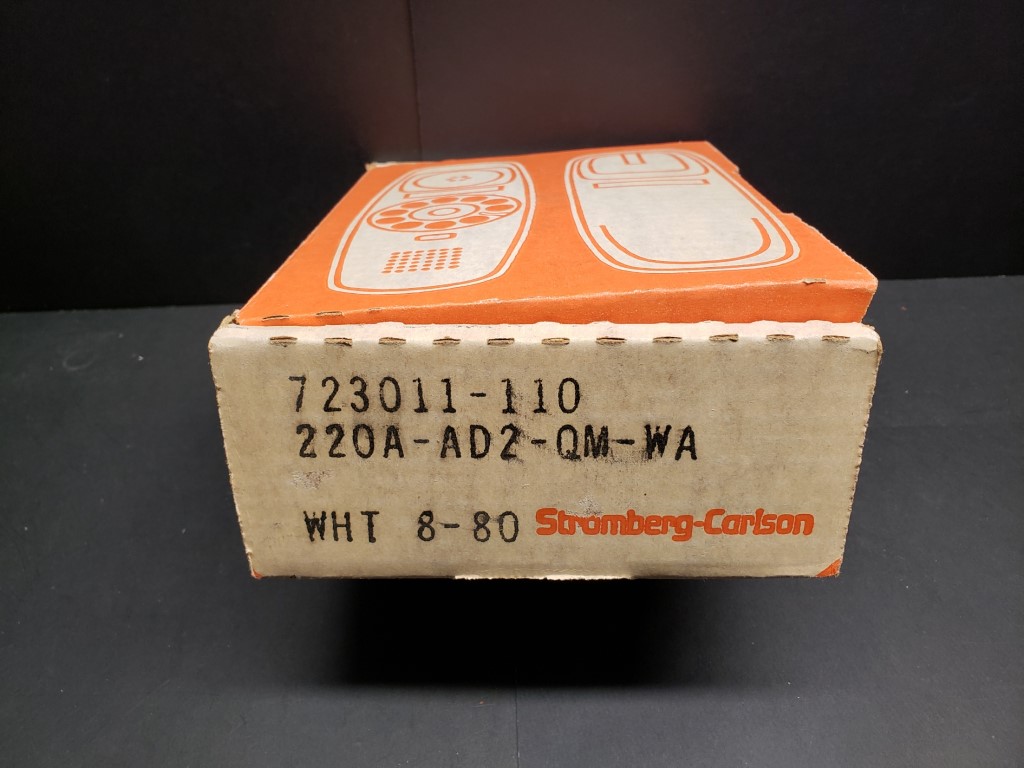 723011-110
220A-AD2-QM-WA
WHT 8-80 Stromberg-Carlson